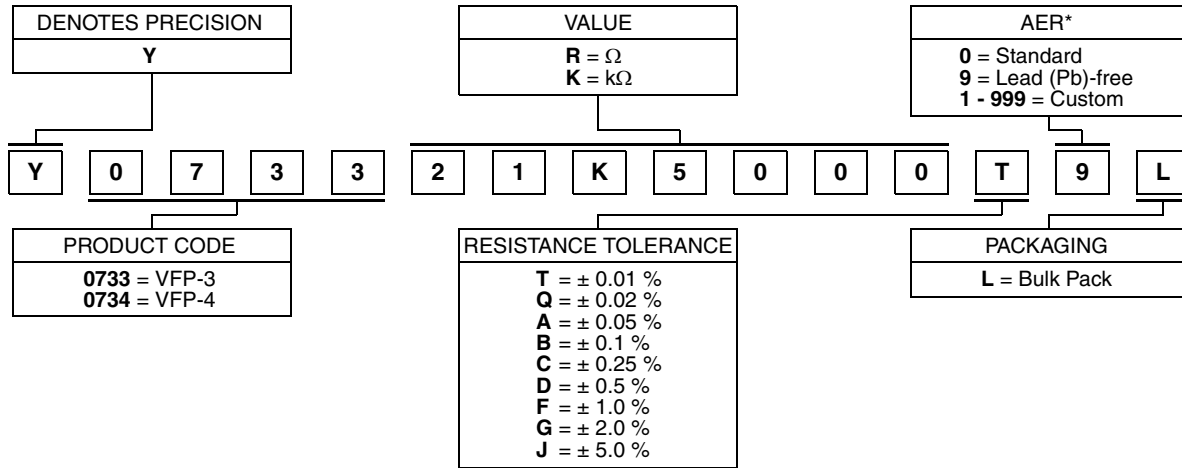 DENOTES PRECISION
Y
VALUE
R = Ω
K = kΩ
AER*
0 = Standard
9 = Lead (Pb)-free
1 - 999 = Custom
Y 0 7 3 3 2 1 K 5 0 0 0 T 9 L
PRODUCT CODE
0733 = VFP-3
0734 = VFP-4
RESISTANCE TOLERANCE
T = ± 0.01 %
Q = ± 0.02 %
A = ± 0.05 %
B = ± 0.1 %
C = ± 0.25 %
D = ± 0.5 %
F = ± 1.0 %
G = ± 2.0 %
J = ± 5.0 %
PACKAGING
L = Bulk Pack